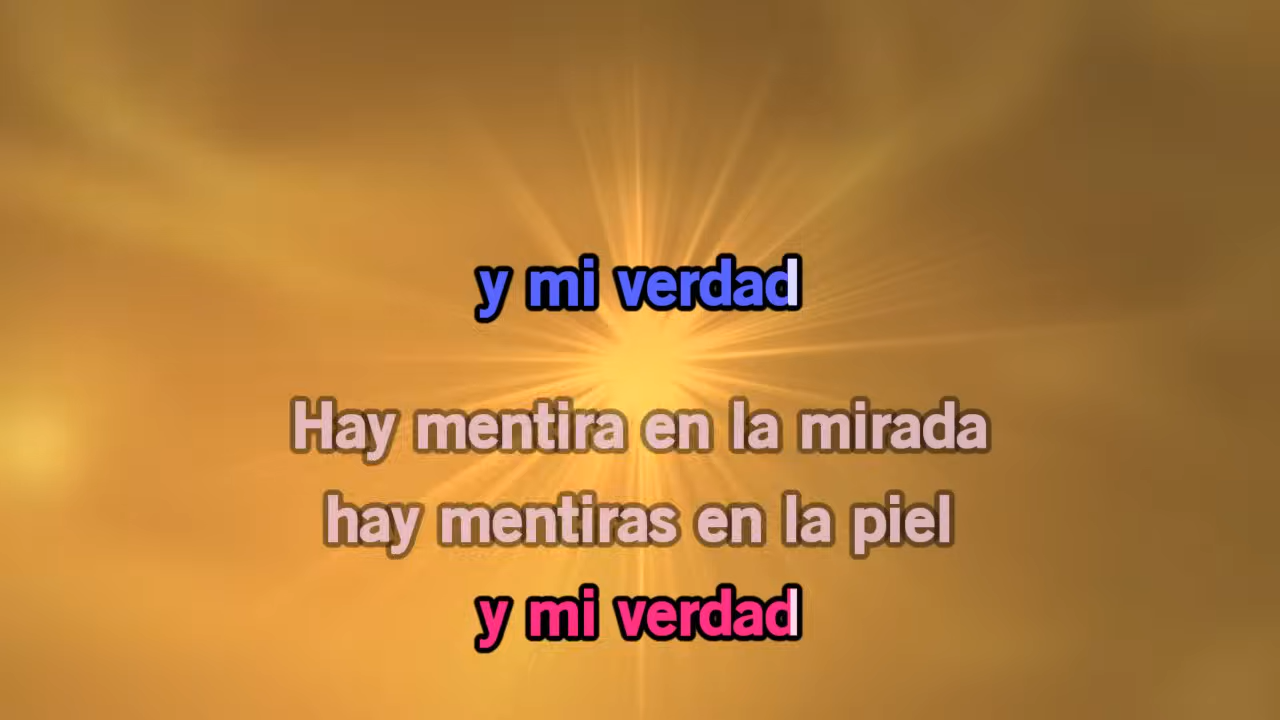 y mi verdad
Hay mentira en la mirada
hay mentiras en la piel
y mi verdad